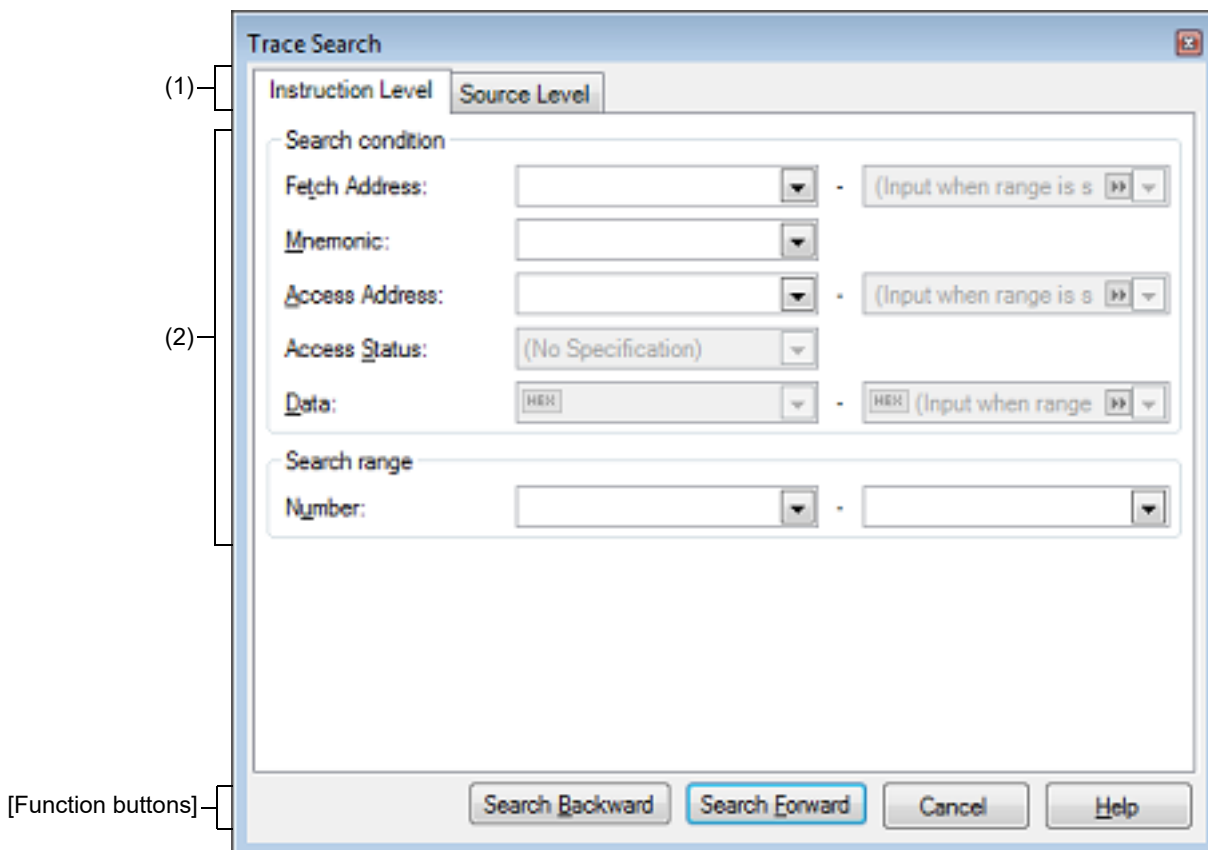 Trace Search
(1)
Instruction Level Source Level
Search condition
Fetch Address: - (Input when range is s
Mnemonic:
Access Address: - (Input when range is s
(2)
Access Status: (No Specification)
Data: HEX - HEX (Input when range
Search range
Number: -
[Function buttons] Search Backward Search Forward Cancel Help